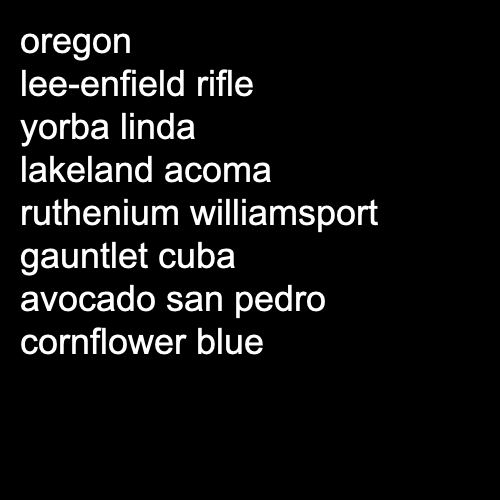 oregon
lee-enfield rifle
yorba linda
lakeland acoma
ruthenium williamsport
gauntlet cuba
avocado san pedro
cornflower blue